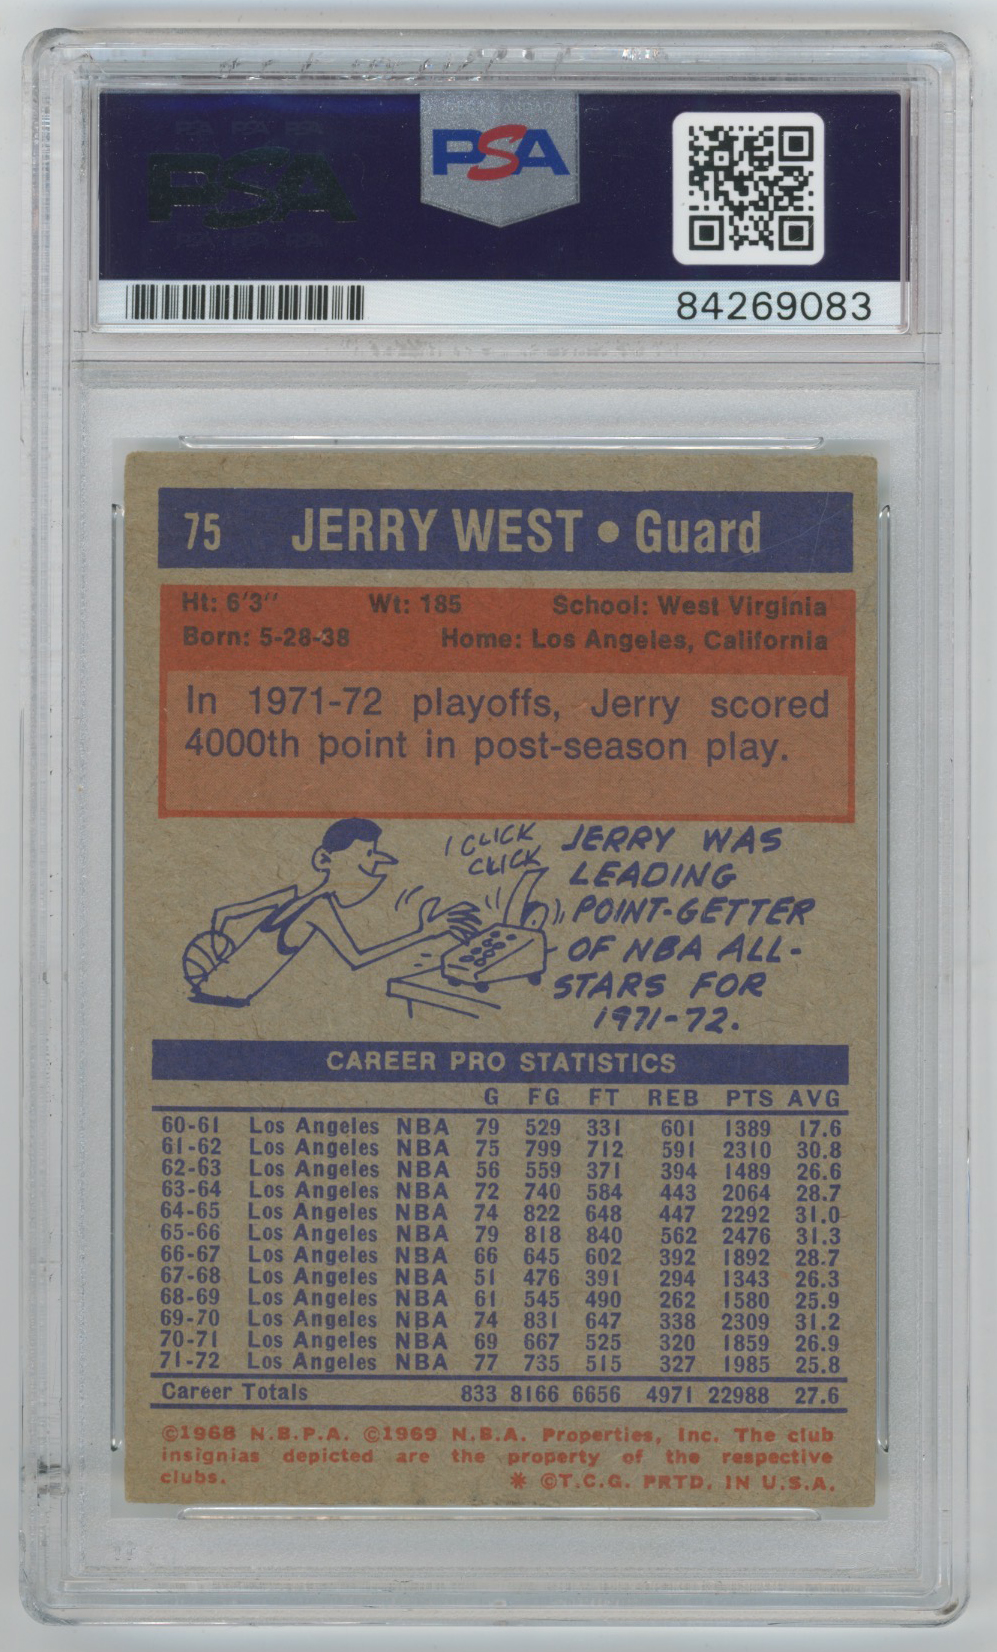 PSA
PSA
84269083
75 JERRY WEST • Guard
Ht: 6'3" Wt: 185 School: West Virginia
Born: 5-28-38 Home: Los Angeles, California
In 1971-72 playoffs, Jerry scored
4000th point in post-season play.
I CLICK
CLICK
JERRY WAS
LEADING
POINT-GETTER
OF NBA ALL-
STARS FOR
1971-72.
CAREER PRO STATISTICS
G FG FT REB PTS AVG
60-61 Los Angeles NBA 79 529 331 601 1389 17.6
61-62 Los Angeles NBA 75 799 712 591 2310 30.8
62-63 Los Angeles NBA 56 559 371 394 1489 26.6
63-64 Los Angeles NBA 72 740 584 443 2064 28.7
64-65 Los Angeles NBA 74 822 648 447 2292 31.0
65-66 Los Angeles NBA 79 818 840 562 2476 31.3
66-67 Los Angeles NBA 66 645 602 392 1892 28.7
67-68 Los Angeles NBA 51 476 391 294 1343 26.3
68-69 Los Angeles NBA 61 545 490 262 1580 25.9
69-70 Los Angeles NBA 74 831 647 338 2309 31.2
70-71 Los Angeles NBA 69 667 525 320 1859 26.9
71-72 Los Angeles NBA 77 735 515 327 1985 25.8
Career Totals 833 8166 6656 4971 22988 27.6
©1968 N.B.P.A. ©1969 N.B.A. Properties, Inc. The club
insignias depicted are the property of the respective
clubs. * ©T.C.G. PRTD. IN U.S.A.